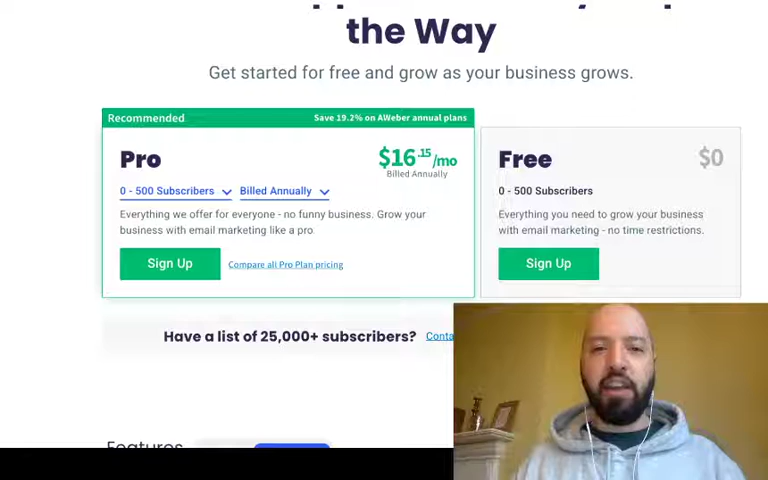 the Way
Get started for free and grow as your business grows.
Recommended
Save 19.2% on AWeber annual plans
Pro
$16.15/mo
Billed Annually
0 - 500 Subscribers
Billed Annually
Everything we offer for everyone - no funny business. Grow your
business with email marketing like a pro
Sign Up
Compare all Pro Plan pricing
Free
$0
0 - 500 Subscribers
Everything you need to grow your business
with email marketing - no time restrictions.
Sign Up
Have a list of 25,000+ subscribers?
Conta
Features